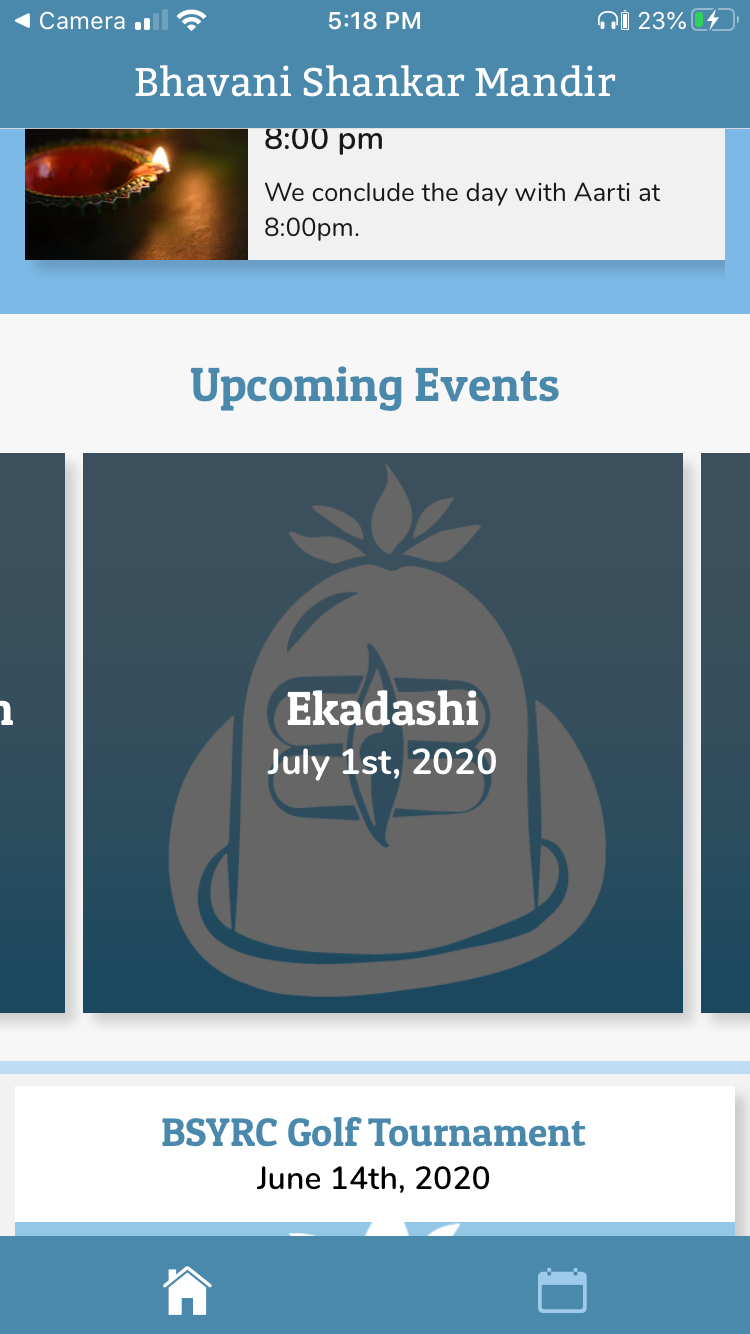 Camera 5:18 PM 23%
Bhavani Shankar Mandir
8:00 pm
We conclude the day with Aarti at
8:00pm.
Upcoming Events
n
Ekadashi
July 1st, 2020
BSYRC Golf Tournament
June 14th, 2020